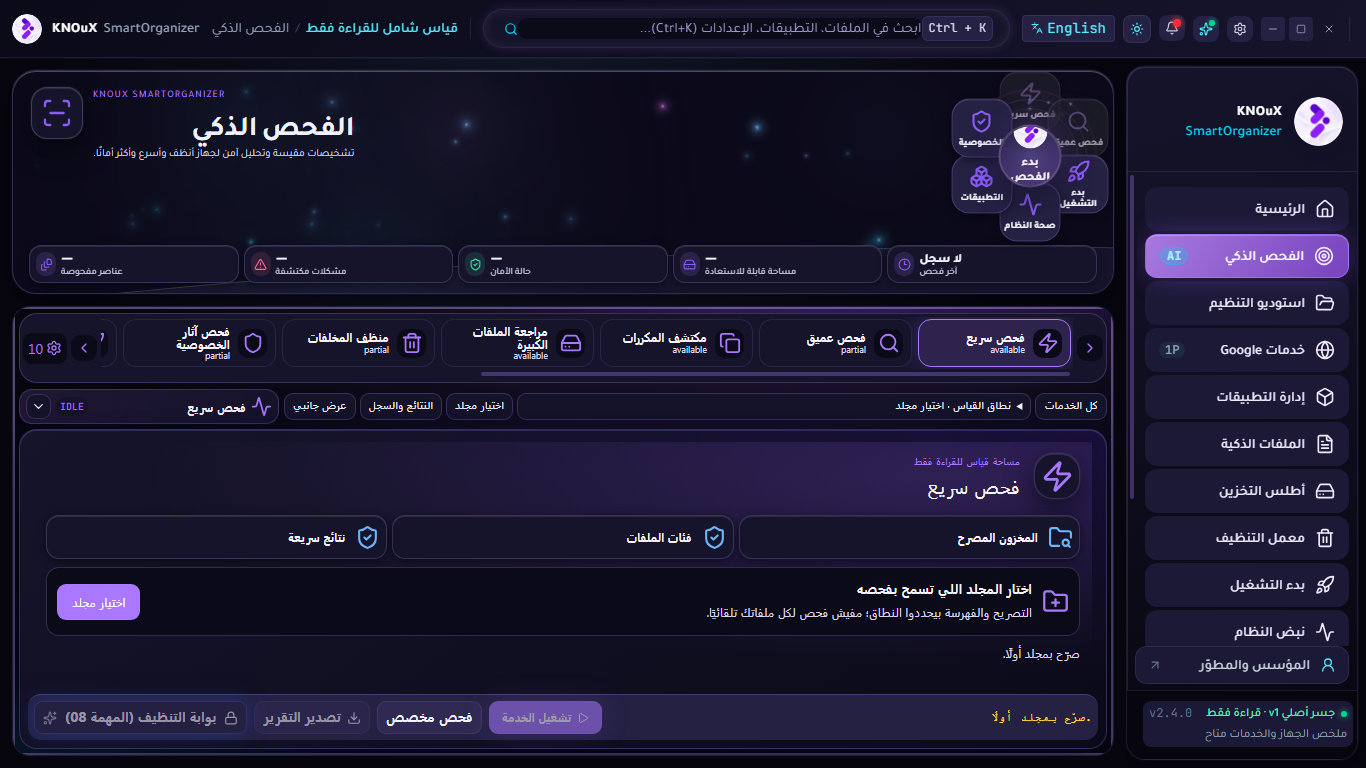 KNOUX SmartOrganizer الفحص الذكي / قياس شامل للقراءة فقط
ابحث في الملفات، التطبيقات، الإعدادات (Ctrl+K)...
Ctrl + K
English
KNOUX SMARTORGANIZER
الفحص الذكي
تشخيصات مقيسة وتحليل آمن لجهاز أنظف وأسرع وأكثر أمانًا.
فحص سريع
الخصوصية
فحص عميق
بدء الفحص
التطبيقات
بدء التشغيل
صحة النظام
لا سجل
آخر فحص
—
مساحة قابلة للاستعادة
—
حالة الأمان
—
مشكلات مكتشفة
—
عناصر مفحوصة
فحص سريع
available
فحص عميق
partial
مكتشف المكررات
available
مراجعة الملفات الكبيرة
available
منظف المخلفات
partial
فحص آثار الخصوصية
partial
10
كل الخدمات
◀ نطاق القياس · اختيار مجلد
اختيار مجلد
النتائج والسجل
عرض جانبي
فحص سريع
IDLE
مساحة قياس للقراءة فقط
فحص سريع
المخزون المصرح
فئات الملفات
نتائج سريعة
اختار المجلد اللي تسمح بفحصه
التصريح والفهرسة بيحددوا النطاق؛ مفيش فحص لكل ملفاتك تلقائيًا.
اختيار مجلد
صرّح بمجلد أولًا.
صرّح بمجلد أولًا.
تشغيل الخدمة
فحص مخصص
تصدير التقرير
بوابة التنظيف (المهمة 08)
KNOUX
SmartOrganizer
الرئيسية
الفحص الذكي
AI
استوديو التنظيم
خدمات Google
1P
إدارة التطبيقات
الملفات الذكية
أطلس التخزين
معمل التنظيف
بدء التشغيل
نبض النظام
المؤسس والمطوّر
جسر أصلي v1 · قراءة فقط
v2.4.0
ملخص الجهاز والخدمات متاح